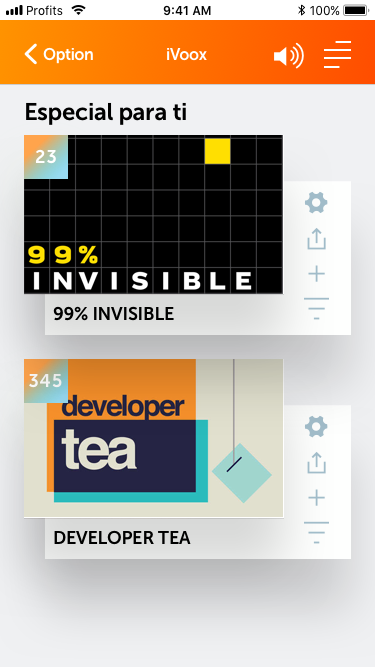 Profits 9:41 AM 100%
Option iVoox
Especial para ti
23
99%
INVISIBLE
99% INVISIBLE
345
developer
tea
DEVELOPER TEA